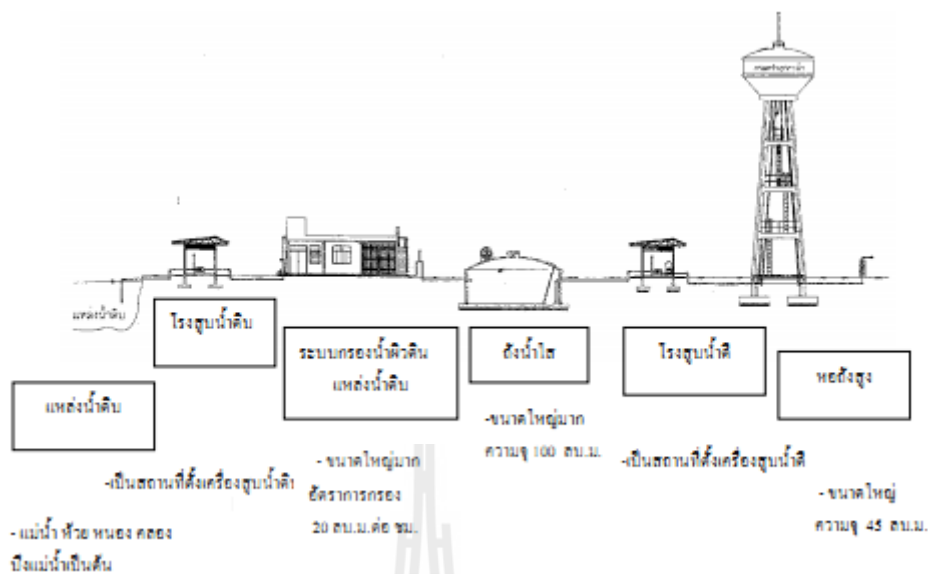 แหล่งน้ำดิบ
โรงสูบน้ำดิบ
ระบบกรองน้ำผิวดิน
แหล่งน้ำดิบ
ถังน้ำใส
โรงสูบน้ำดี
หอถังสูง
แหล่งน้ำดิบ
-ขนาดใหญ่มาก
ความจุ 100 ลบ.ม.
-เป็นสถานที่ตั้งเครื่องสูบน้ำดิบ
- ขนาดใหญ่มาก
อัตราการกรอง
20 ลบ.ม.ต่อ ชม.
-เป็นสถานที่ตั้งเครื่องสูบน้ำดี
- ขนาดใหญ่
ความจุ 45 ลบ.ม.
- แม่น้ำ ห้วย หนอง คลอง
บึงแม่น้ำเป็นต้น